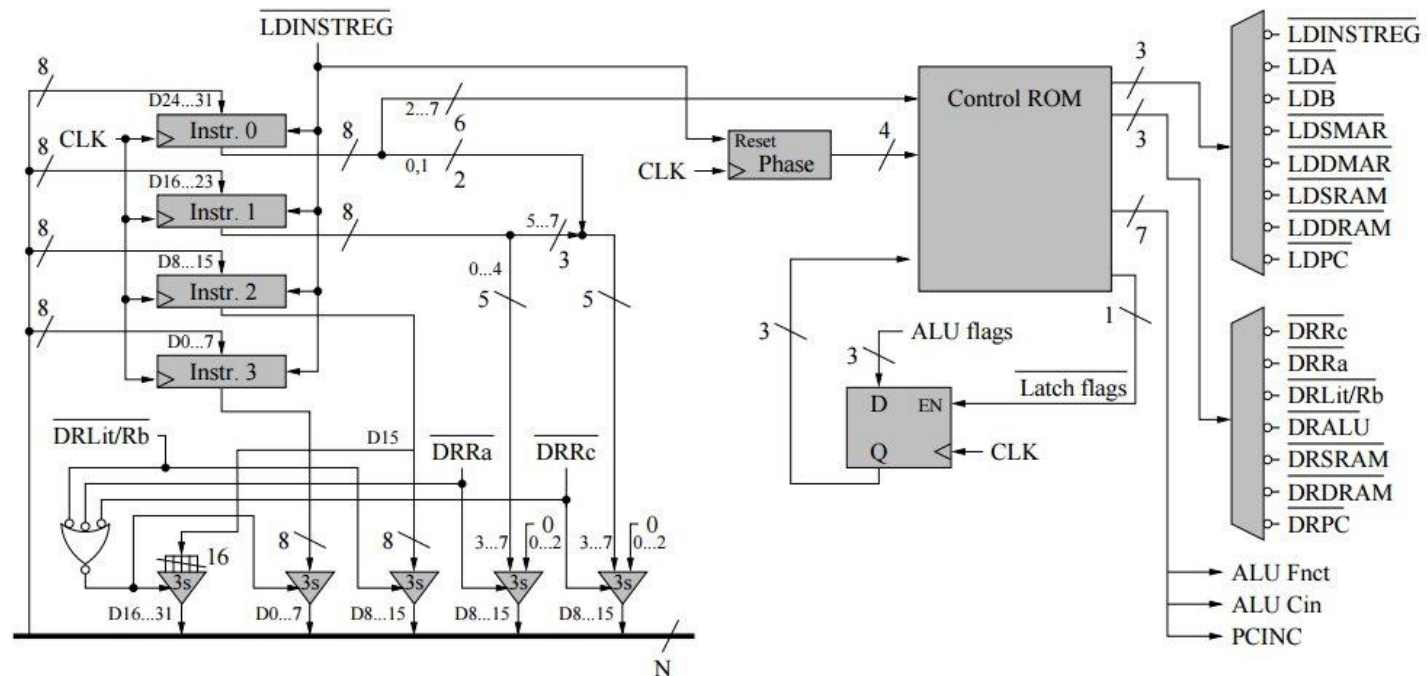 LDINSTREG
8
D24...31
Instr. 0
CLK
8
D16...23
Instr. 1
8
D8...15
Instr. 2
8
D0...7
Instr. 3
8
2...7
6
0,1
2
8
5...7
3
0...4
5
5
Reset
Phase
CLK
4
Control ROM
3
3
7
1
3
ALU flags
3
D
EN
Q
CLK
Latch flags
LDINSTREG
LDA
LDB
LDSMAR
LDDMAR
LDSRAM
LDDRAM
LDPC
DRRc
DRRa
DRLit/Rb
DRALU
DRSRAM
DRDRAM
DRPC
ALU Fnct
ALU Cin
PCINC
DRLit/Rb
D15
DRRa
DRRc
16
8
8
3...7
0
0...2
3...7
0
0...2
3s
3s
3s
3s
3s
D16...31
D0...7
D8...15
D8...15
D8...15
N